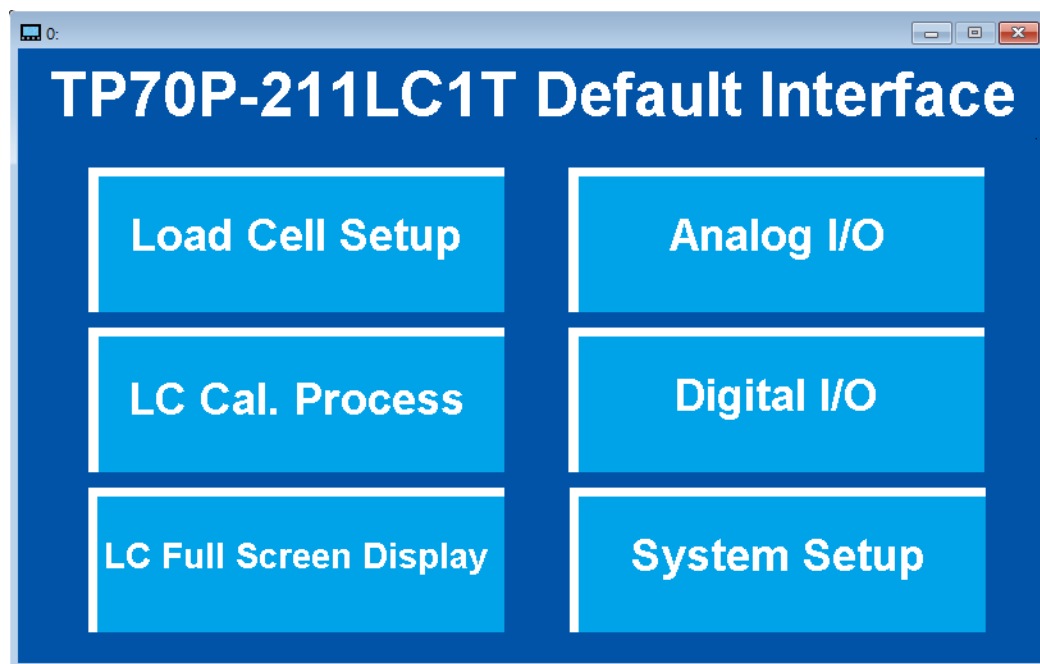 0:
TP70P-211LC1T Default Interface
Load Cell Setup
Analog I/O
LC Cal. Process
Digital I/O
LC Full Screen Display
System Setup